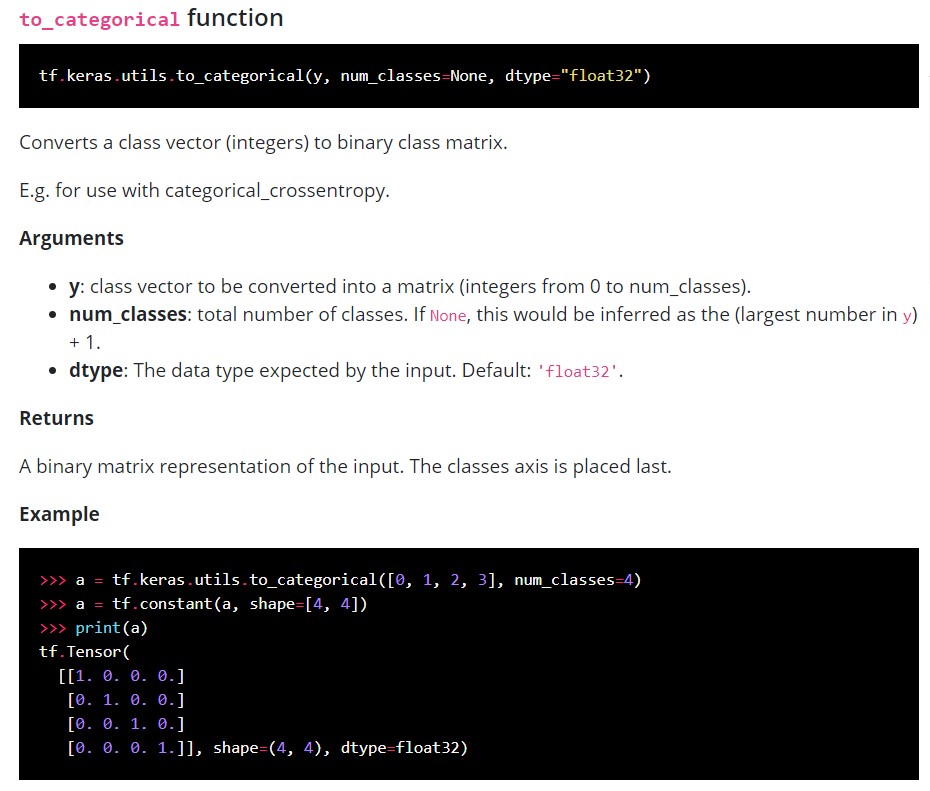 to_categorical function
tf.keras.utils.to_categorical(y, num_classes=None, dtype="float32")
Converts a class vector (integers) to binary class matrix.
E.g. for use with categorical_crossentropy.
Arguments
• y: class vector to be converted into a matrix (integers from 0 to num_classes).
• num_classes: total number of classes. If None, this would be inferred as the (largest number in y)
+ 1.
• dtype: The data type expected by the input. Default: 'float32'.
Returns
A binary matrix representation of the input. The classes axis is placed last.
Example
>>> a = tf.keras.utils.to_categorical([0, 1, 2, 3], num_classes=4)
>>> a = tf.constant(a, shape=[4, 4])
>>> print(a)
tf.Tensor(
  [[1. 0. 0. 0.]
   [0. 1. 0. 0.]
   [0. 0. 1. 0.]
   [0. 0. 0. 1.]], shape=(4, 4), dtype=float32)